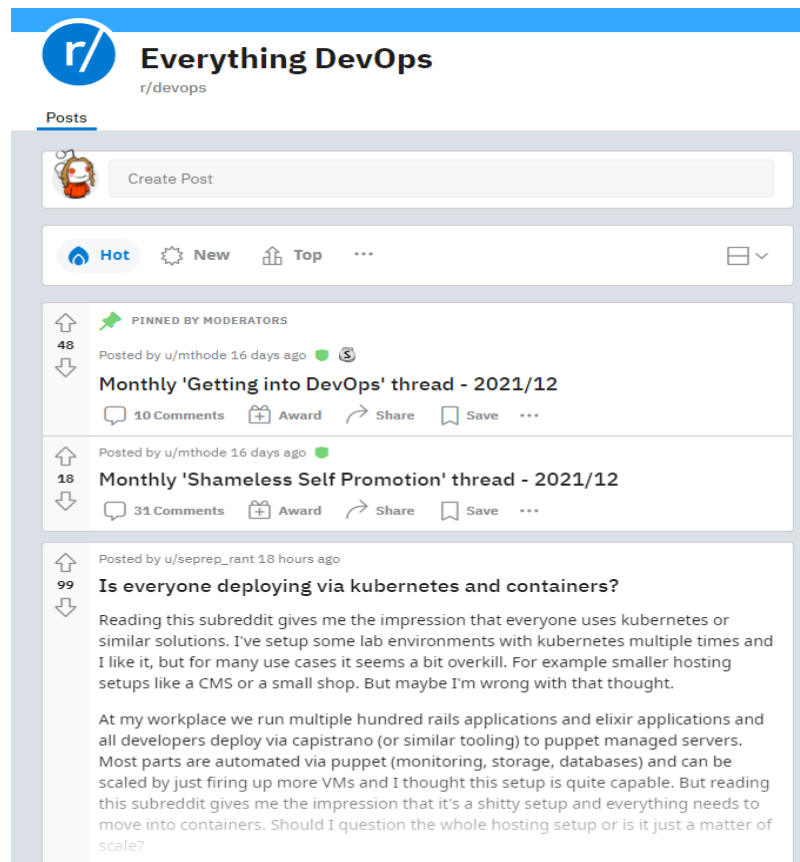 r/
Everything DevOps
r/devops
Posts
Create Post
Hot New Top ...
PINNED BY MODERATORS
48
Posted by u/mthode 16 days ago S
Monthly 'Getting into DevOps' thread - 2021/12
10 Comments Award Share Save ...
Posted by u/mthode 16 days ago
18
Monthly 'Shameless Self Promotion' thread - 2021/12
31 Comments Award Share Save ...
Posted by u/seprep_rant 18 hours ago
99
Is everyone deploying via kubernetes and containers?
Reading this subreddit gives me the impression that everyone uses kubernetes or
similar solutions. I've setup some lab environments with kubernetes multiple times and
I like it, but for many use cases it seems a bit overkill. For example smaller hosting
setups like a CMS or a small shop. But maybe I'm wrong with that thought.
At my workplace we run multiple hundred rails applications and elixir applications and
all developers deploy via capistrano (or similar tooling) to puppet managed servers.
Most parts are automated via puppet (monitoring, storage, databases) and can be
scaled by just firing up more VMs and I thought this setup is quite capable. But reading
this subreddit gives me the impression that it's a shitty setup and everything needs to
move into containers. Should I question the whole hosting setup or is it just a matter of
scale?